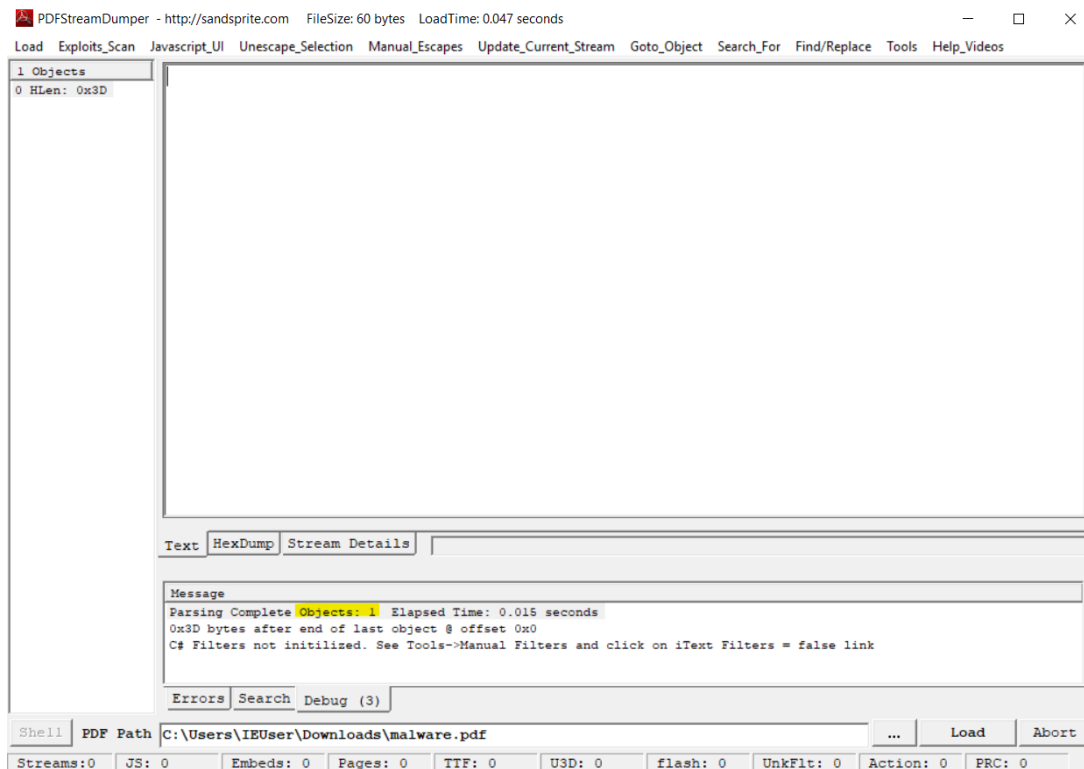 PDFStreamDumper - http://sandsprite.com FileSize: 60 bytes LoadTime: 0.047 seconds
Load Exploits_Scan Javascript_UI Unescape_Selection Manual_Escapes Update_Current_Stream Goto_Object Search_For Find/Replace Tools Help_Videos
1 Objects
0 HLen: 0x3D
Text HexDump Stream Details
Message
Parsing Complete Objects: 1 Elapsed Time: 0.015 seconds
0x3D bytes after end of last object @ offset 0x0
C# Filters not initilized. See Tools->Manual Filters and click on iText Filters = false link
Errors Search Debug (3)
Shell PDF Path C:\Users\IEUser\Downloads\malware.pdf ... Load Abort
Streams:0 JS: 0 Embeds: 0 Pages: 0 TTF: 0 U3D: 0 flash: 0 UnkFlt: 0 Action: 0 PRC: 0